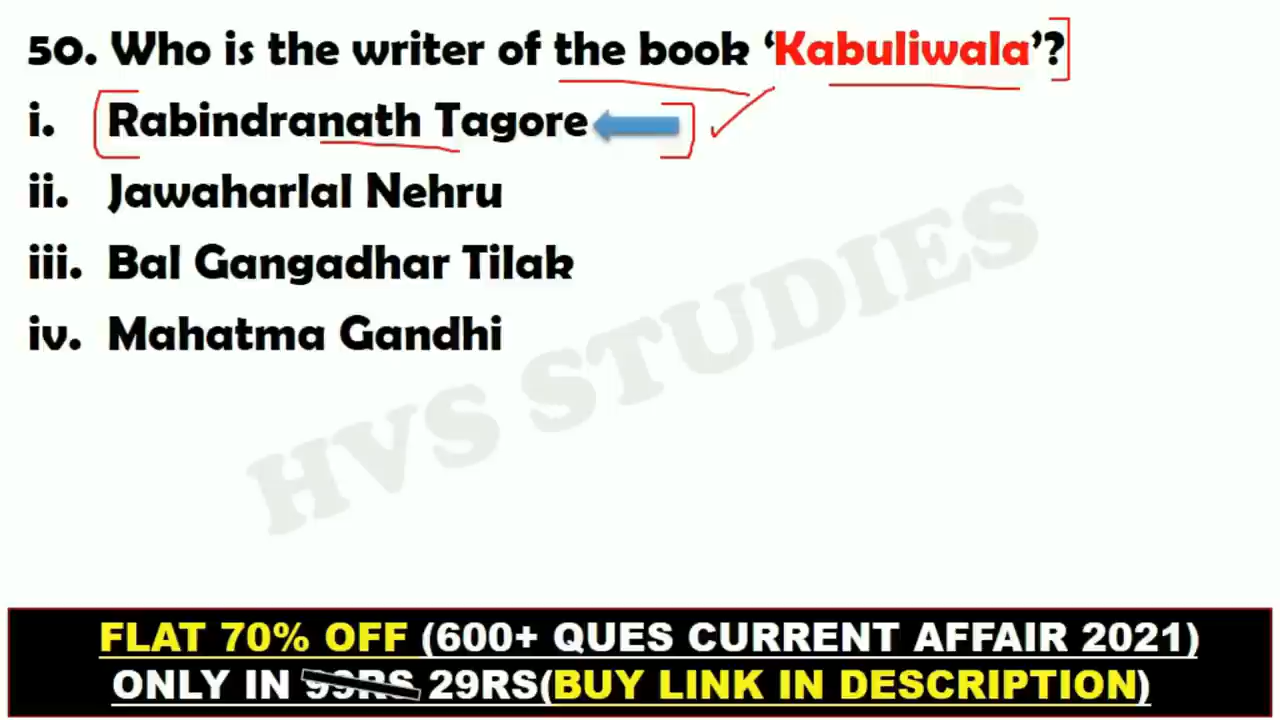 50. Who is the writer of the book ‘Kabuliwala’?
i. Rabindranath Tagore
ii. Jawaharlal Nehru
iii. Bal Gangadhar Tilak
iv. Mahatma Gandhi
HVS STUDIES
FLAT 70% OFF (600+ QUES CURRENT AFFAIR 2021)
ONLY IN 99RS 29RS(BUY LINK IN DESCRIPTION)